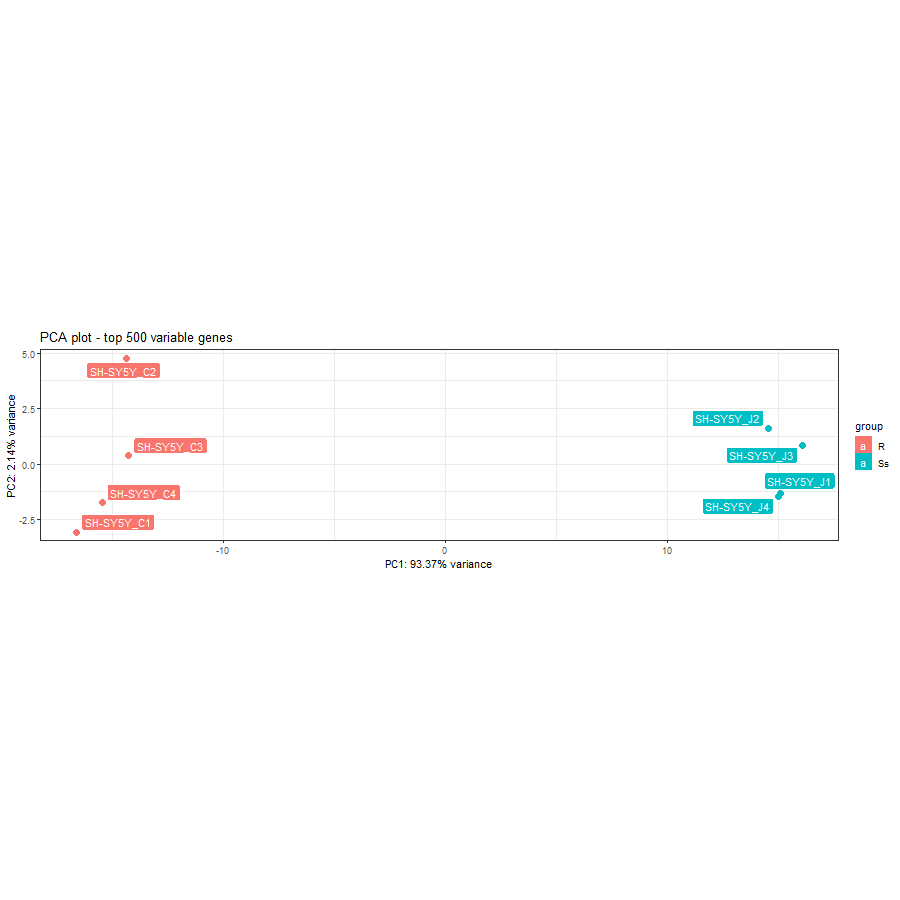 PCA plot - top 500 variable genes
5.0
2.5
0.0
-2.5
PC2: 2.14% variance
SH-SY5Y_C2
SH-SY5Y_C3
SH-SY5Y_C4
SH-SY5Y_C1
SH-SY5Y_J2
SH-SY5Y_J3
SH-SY5Y_J1
SH-SY5Y_J4
-10
0
10
PC1: 93.37% variance
group
a R
a Ss